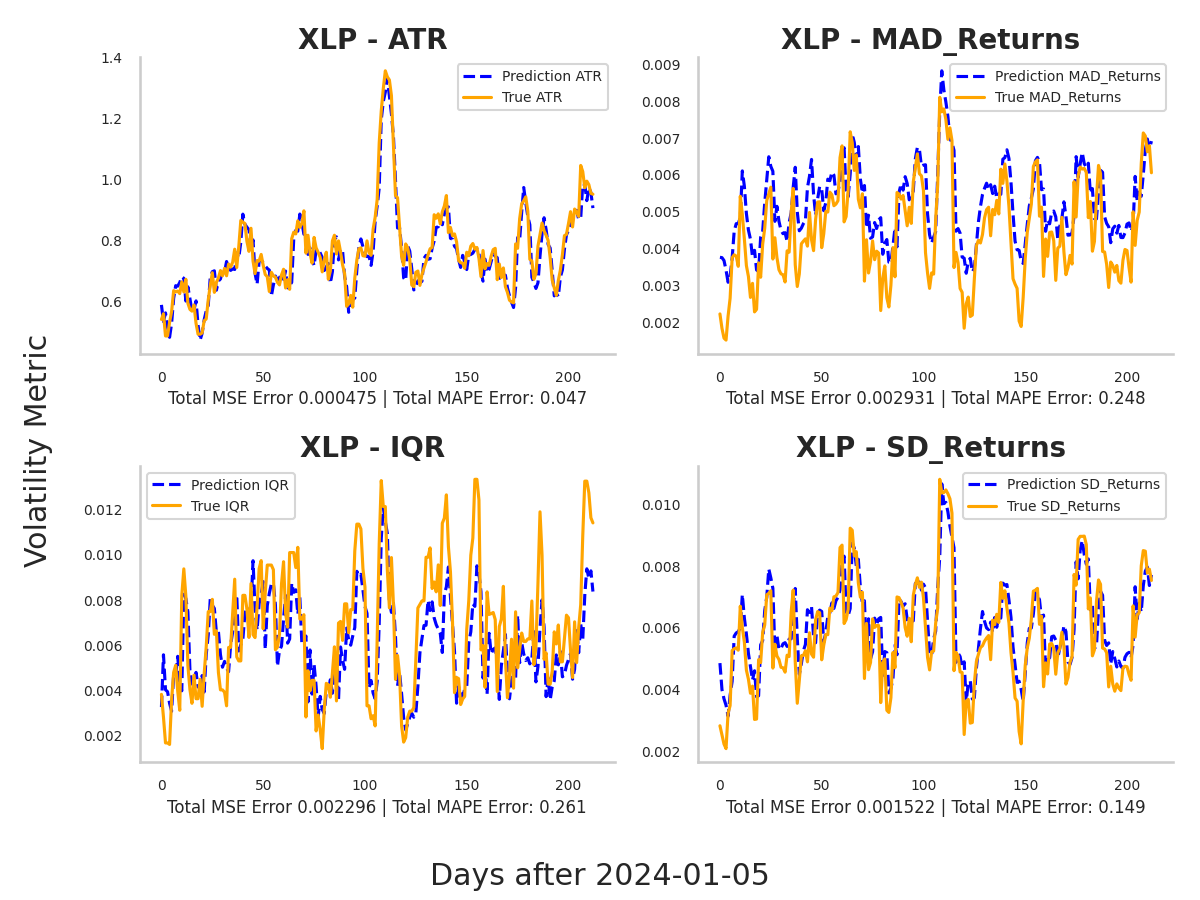 XLP - ATR
1.4
1.2
1.0
0.8
0.6
0
50
100
150
200
Prediction ATR
True ATR
Total MSE Error 0.000475 | Total MAPE Error: 0.047
XLP - MAD_Returns
0.009
0.008
0.007
0.006
0.005
0.004
0.003
0.002
0
50
100
150
200
Prediction MAD_Returns
True MAD_Returns
Total MSE Error 0.002931 | Total MAPE Error: 0.248
Volatility Metric
XLP - IQR
0.012
0.010
0.008
0.006
0.004
0.002
0
50
100
150
200
Prediction IQR
True IQR
Total MSE Error 0.002296 | Total MAPE Error: 0.261
XLP - SD_Returns
0.010
0.008
0.006
0.004
0.002
0
50
100
150
200
Prediction SD_Returns
True SD_Returns
Total MSE Error 0.001522 | Total MAPE Error: 0.149
Days after 2024-01-05